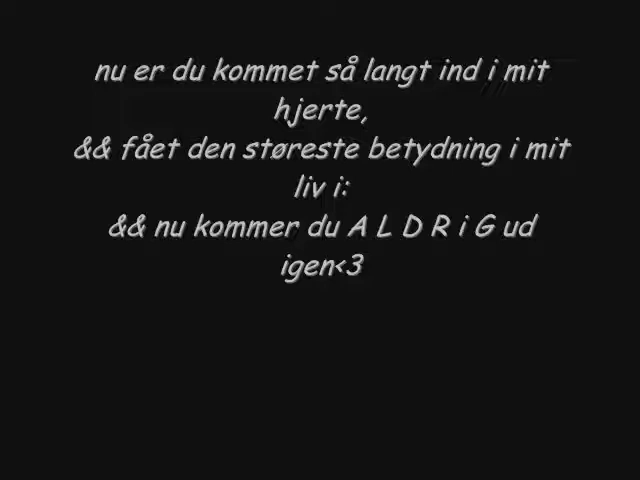 nu er du kommet så langt ind i mit
hjerte,
&& fået den støreste betydning i mit
liv i:
&& nu kommer du A L D R i G ud
igen<3